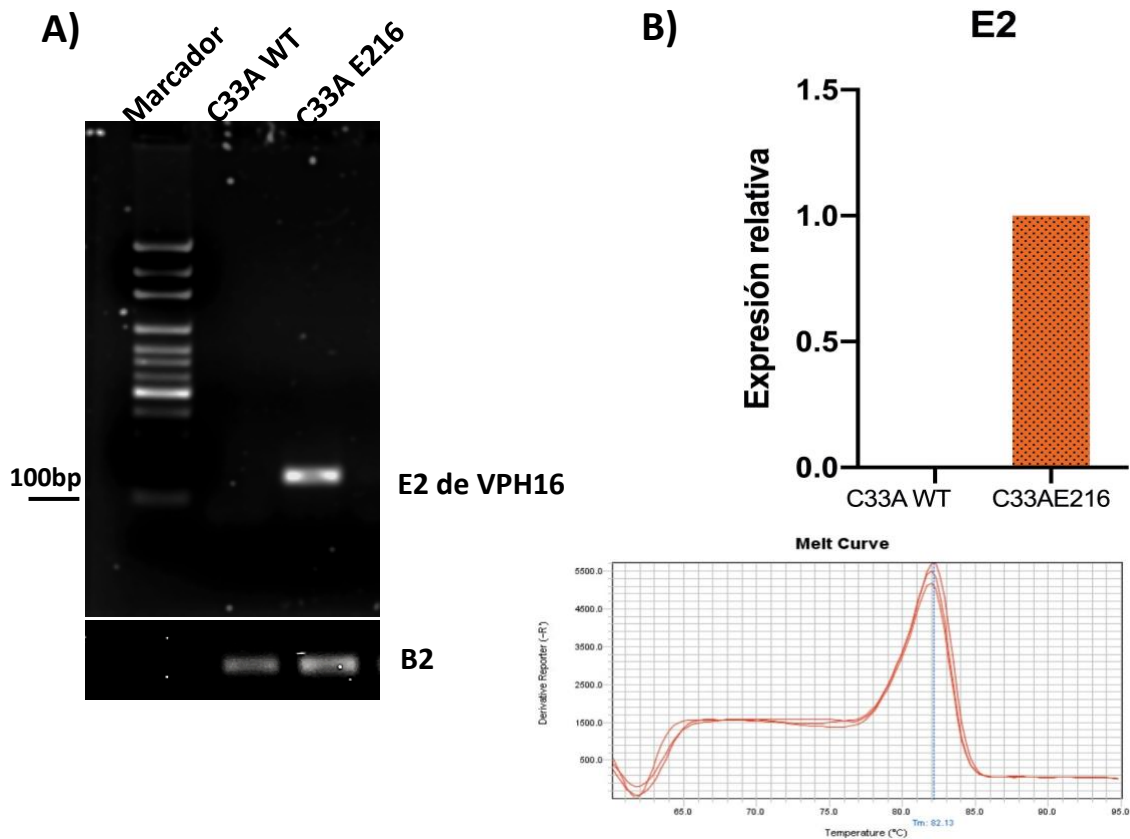 A)
Marcador
C33A WT
C33A E216
100bp
E2 de VPH16
B2
B)
E2
Expresión relativa
1.5
1.0
0.5
0.0
C33A WT
C33AE216
Melt Curve
Derivative Reporter (-R')
5500.0
4500.0
3500.0
2500.0
1500.0
500.0
65.0
70.0
75.0
80.0
85.0
90.0
95.0
Tm: 82.13
Temperature (°C)